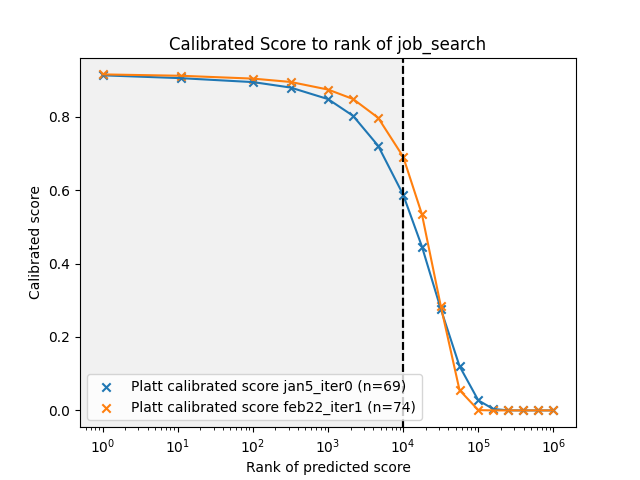 Calibrated Score to rank of job_search
Calibrated score
0.8
0.6
0.4
0.2
0.0
Platt calibrated score jan5_iter0 (n=69)
Platt calibrated score feb22_iter1 (n=74)
10⁰ 10¹ 10² 10³ 10⁴ 10⁵ 10⁶
Rank of predicted score